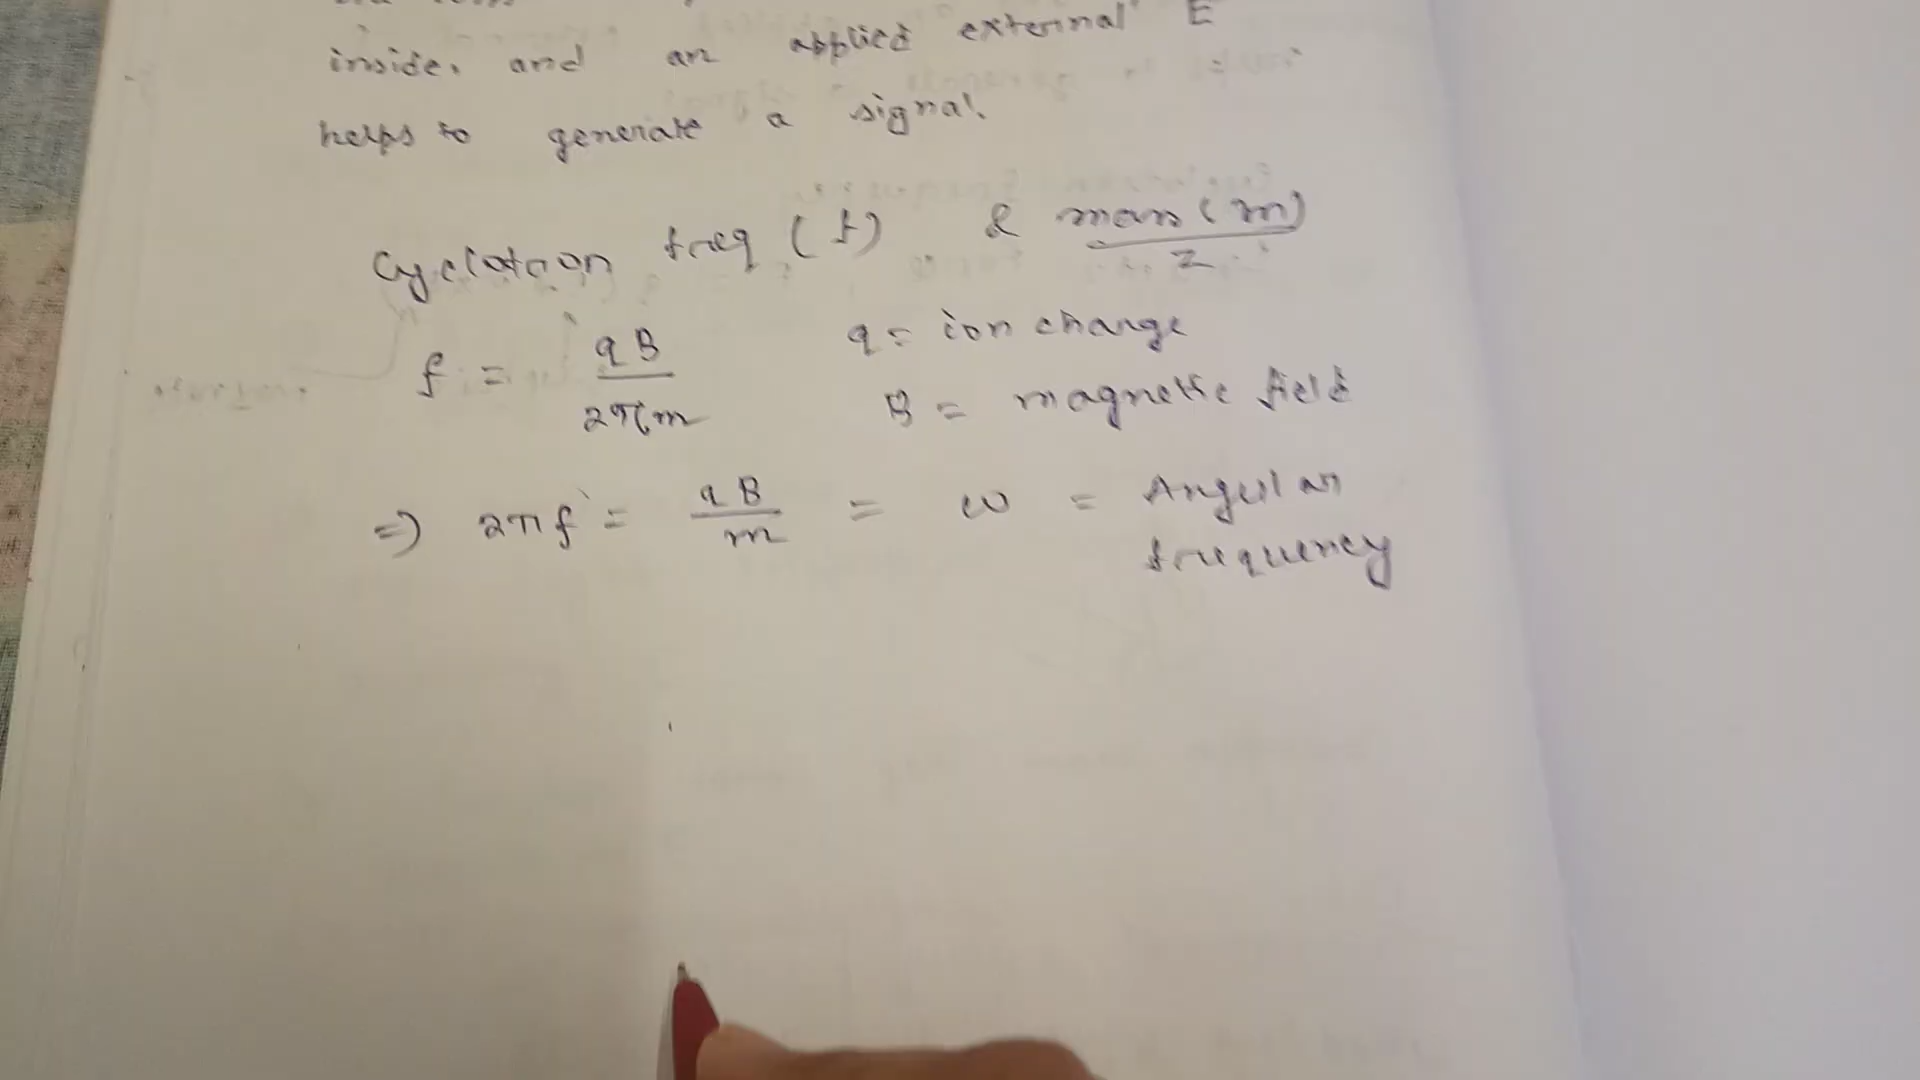 inside, and an applied external E
helps to generate a signal.
Cyclotron freq (f) & mass (m) / z
f = qB / 2πm
q = ion charge
B = magnetic field
⇒ 2πf = qB / m = ω = Angular
frequency